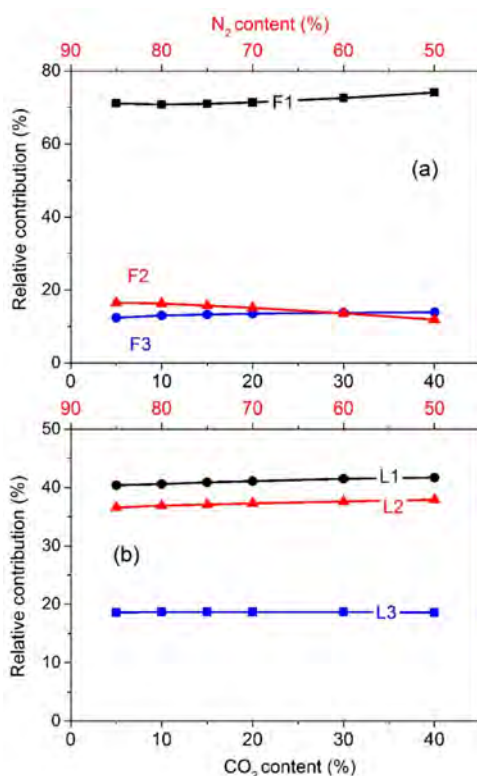 N₂ content (%)
90 80 70 60 50
80
60
40
20
0
Relative contribution (%)
F1
(a)
F2
F3
0 10 20 30 40
90 80 70 60 50
50
40
30
20
10
0
Relative contribution (%)
L1
L2
(b)
L3
0 10 20 30 40
CO₂ content (%)